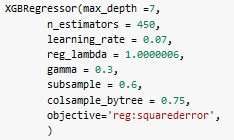 XGBRegressor(max_depth =7,
n_estimators = 450,
learning_rate = 0.07,
reg_lambda = 1.0000006,
gamma = 0.3,
subsample = 0.6,
colsample_bytree = 0.75,
objective='reg:squarederror',
)